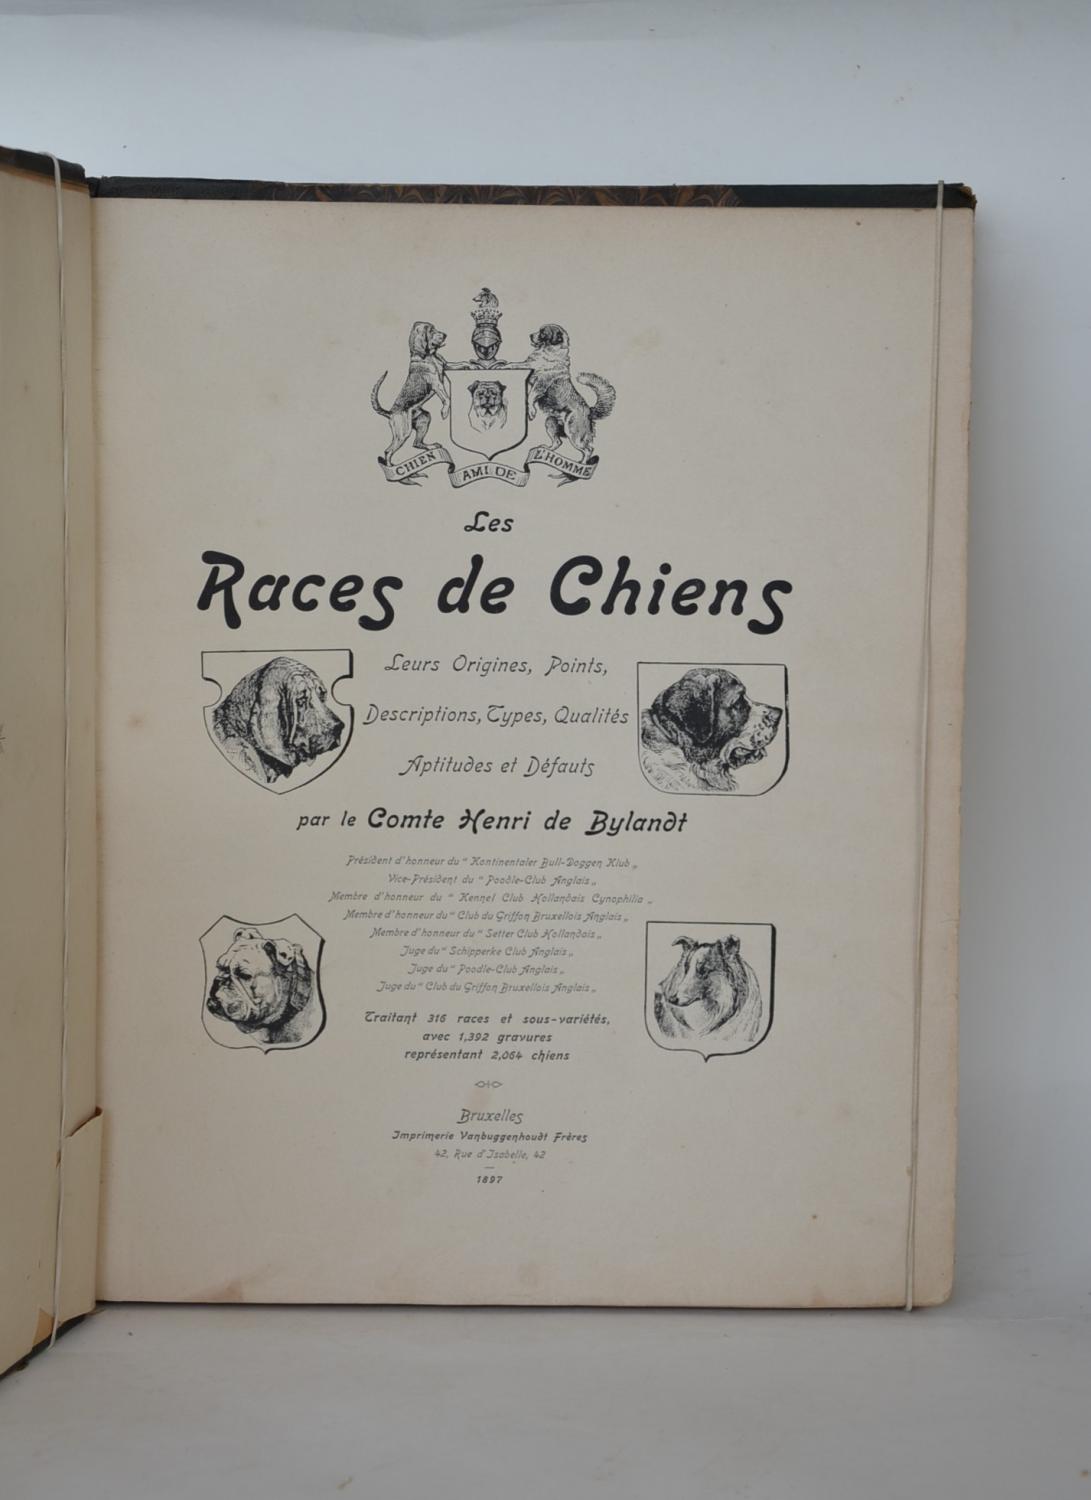 CHIEN AMI DE L'HOMME
Les
Races de Chiens
Leurs Origines, Points,
Descriptions, Types, Qualités
Aptitudes et Défauts
par le Comte Henri de Bylandt
Président d'honneur du “ Kontinentaler Bull-Doggen Klub „
Vice-Président du “ Poodle-Club Anglais „
Membre d'honneur du “ Kennel Club Hollandais Cynophilia „
Membre d'honneur du “ Club du Griffon Bruxellois Anglais „
Membre d'honneur du “ Setter Club Hollandais „
Juge du “ Schipperke Club Anglais „
Juge du “ Poodle-Club Anglais „
Juge du “ Club du Griffon Bruxellois Anglais „
Traitant 316 races et sous-variétés,
avec 1,392 gravures
représentant 2,064 chiens
Bruxelles
Imprimerie Vanbuggenhoudt Frères
42, Rue d'Isabelle, 42
1897